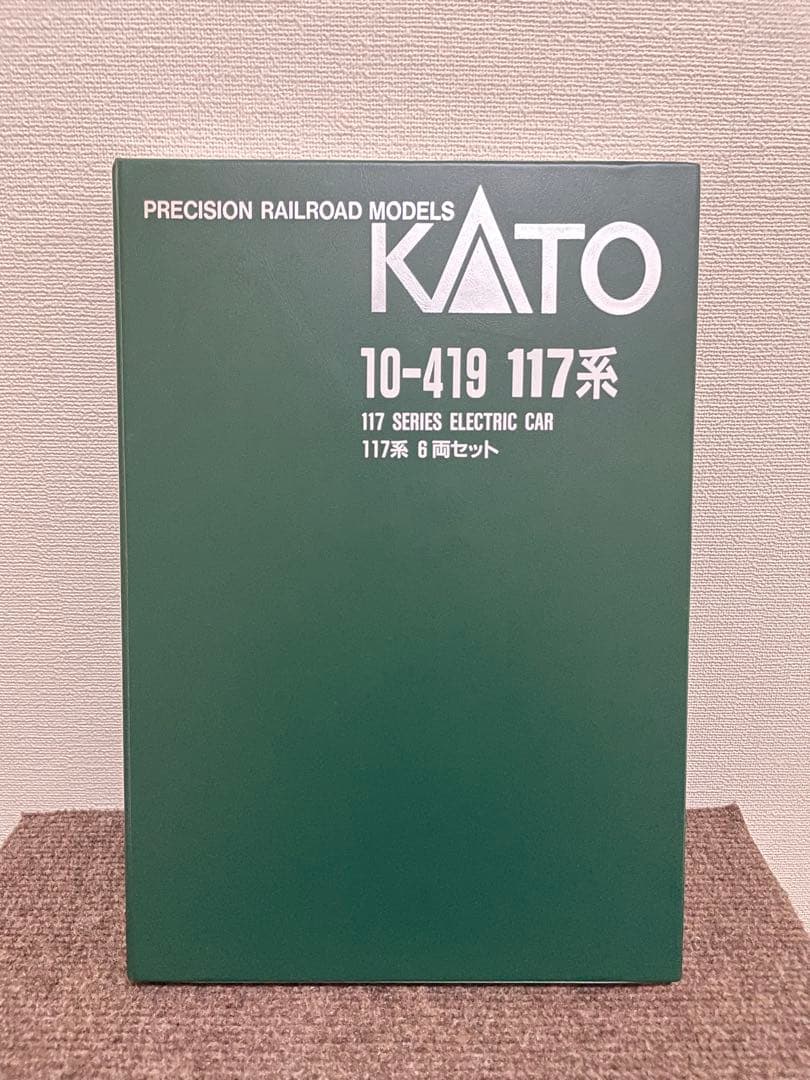 PRECISION RAILROAD MODELS
KATO
10-419 117系
117 SERIES ELECTRIC CAR
117系 6両セット